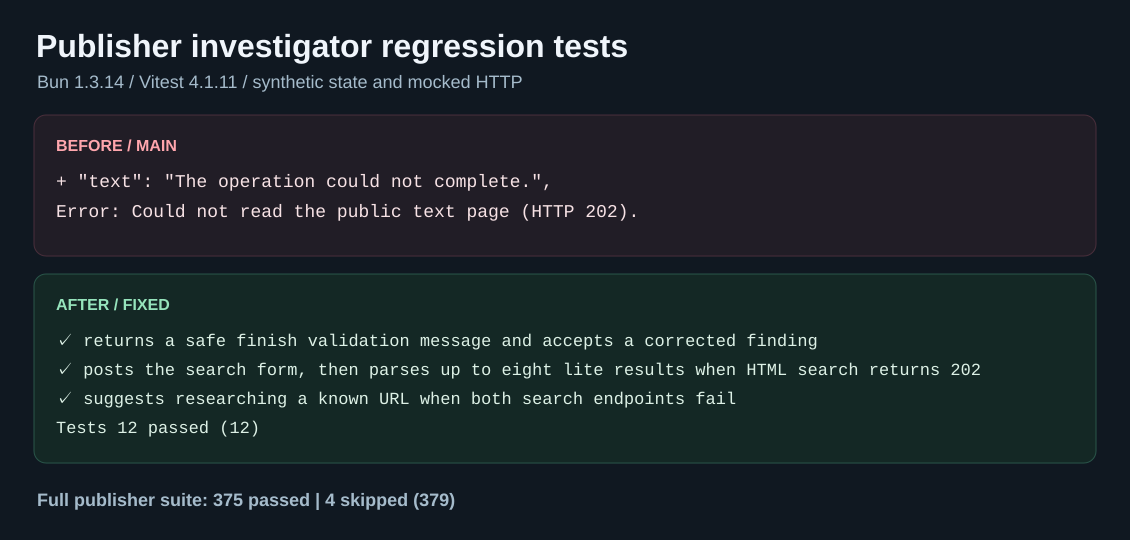 Publisher investigator regression tests
Bun 1.3.14 / Vitest 4.1.11 / synthetic state and mocked HTTP
BEFORE / MAIN
+ "text": "The operation could not complete.",
Error: Could not read the public text page (HTTP 202).
AFTER / FIXED
✓ returns a safe finish validation message and accepts a corrected finding
✓ posts the search form, then parses up to eight lite results when HTML search returns 202
✓ suggests researching a known URL when both search endpoints fail
Tests 12 passed (12)
Full publisher suite: 375 passed | 4 skipped (379)